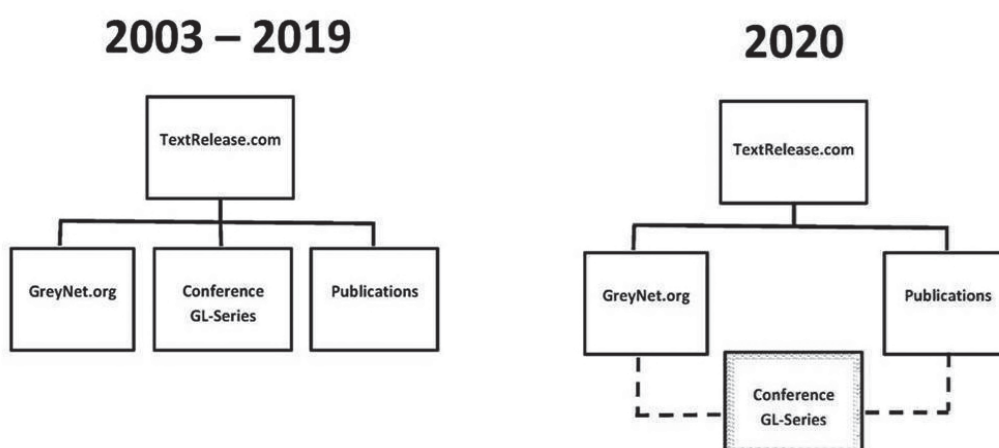 2003 – 2019
TextRelease.com
GreyNet.org
Conference
GL-Series
Publications
2020
TextRelease.com
GreyNet.org
Publications
Conference
GL-Series